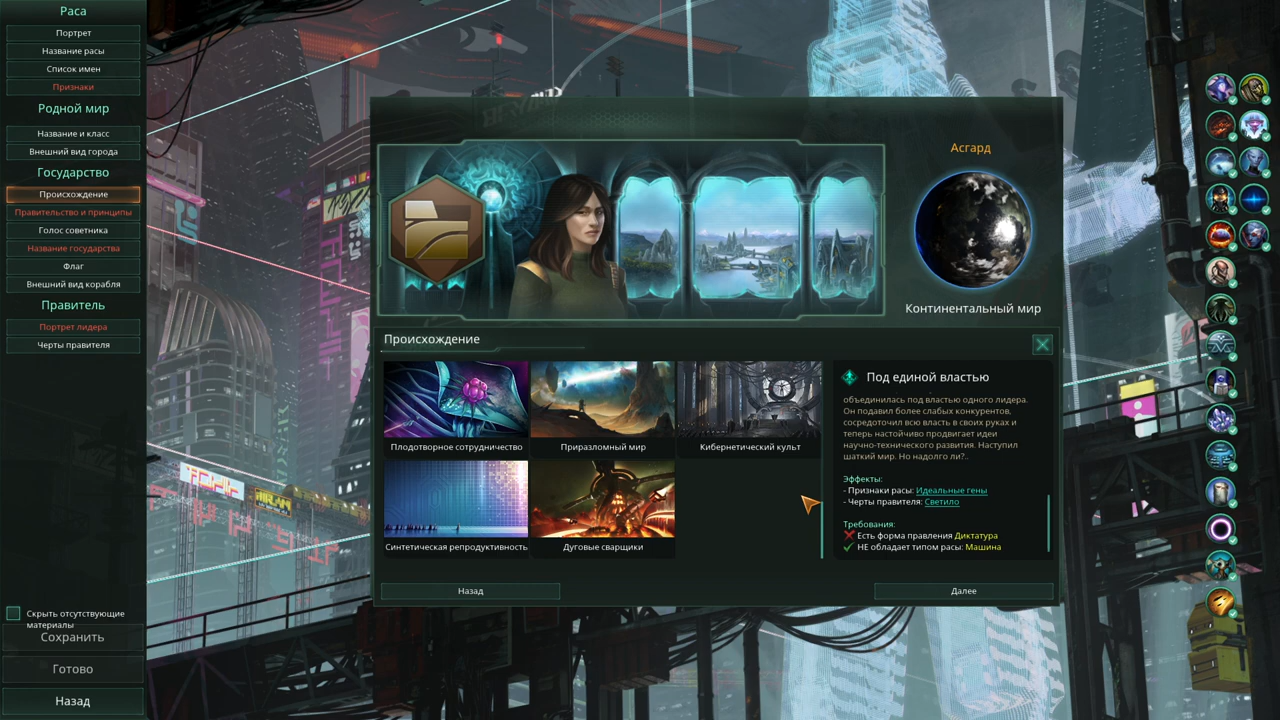 Раса
Портрет
Название расы
Список имен
Признаки
Родной мир
Название и класс
Внешний вид города
Государство
Происхождение
Правительство и принципы
Голос советника
Название государства
Флаг
Внешний вид корабля
Правитель
Портрет лидера
Черты правителя
Скрыть отсутствующие
материалы
Сохранить
Готово
Назад
Асгард
Континентальный мир
Происхождение
Плодотворное сотрудничество
Приразломный мир
Кибернетический культ
Синтетическая репродуктивность
Дуговые сварщики
Под единой властью
объединилась под властью одного лидера.
Он подавил более слабых конкурентов,
сосредоточил всю власть в своих руках и
теперь настойчиво продвигает идеи
научно-технического развития. Наступил
шаткий мир. Но надолго ли?..
Эффекты:
- Признаки расы: Идеальные гены
- Черты правителя: Светило
Требования:
Есть форма правления Диктатура
НЕ обладает типом расы: Машина
Назад
Далее